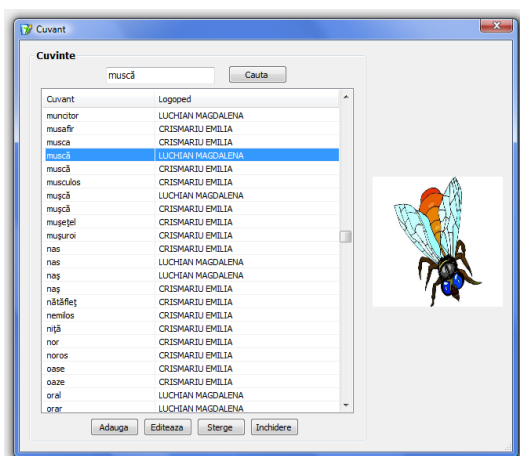 Cuvant
Cuvinte
muscă Cauta
Cuvant Logoped
muncitor LUCHIAN MAGDALENA
musafir CRISMARIU EMILIA
musca CRISMARIU EMILIA
muscă LUCHIAN MAGDALENA
muscă CRISMARIU EMILIA
musculos CRISMARIU EMILIA
muşcă LUCHIAN MAGDALENA
muşcă CRISMARIU EMILIA
muşeţel CRISMARIU EMILIA
muşuroi CRISMARIU EMILIA
nas CRISMARIU EMILIA
nas LUCHIAN MAGDALENA
naş LUCHIAN MAGDALENA
naş CRISMARIU EMILIA
nătăfleţ CRISMARIU EMILIA
nemilos CRISMARIU EMILIA
niţă CRISMARIU EMILIA
nor CRISMARIU EMILIA
noros CRISMARIU EMILIA
oase CRISMARIU EMILIA
oaze CRISMARIU EMILIA
oral LUCHIAN MAGDALENA
orar LUCHIAN MAGDALENA
Adauga Editeaza Sterge Inchidere